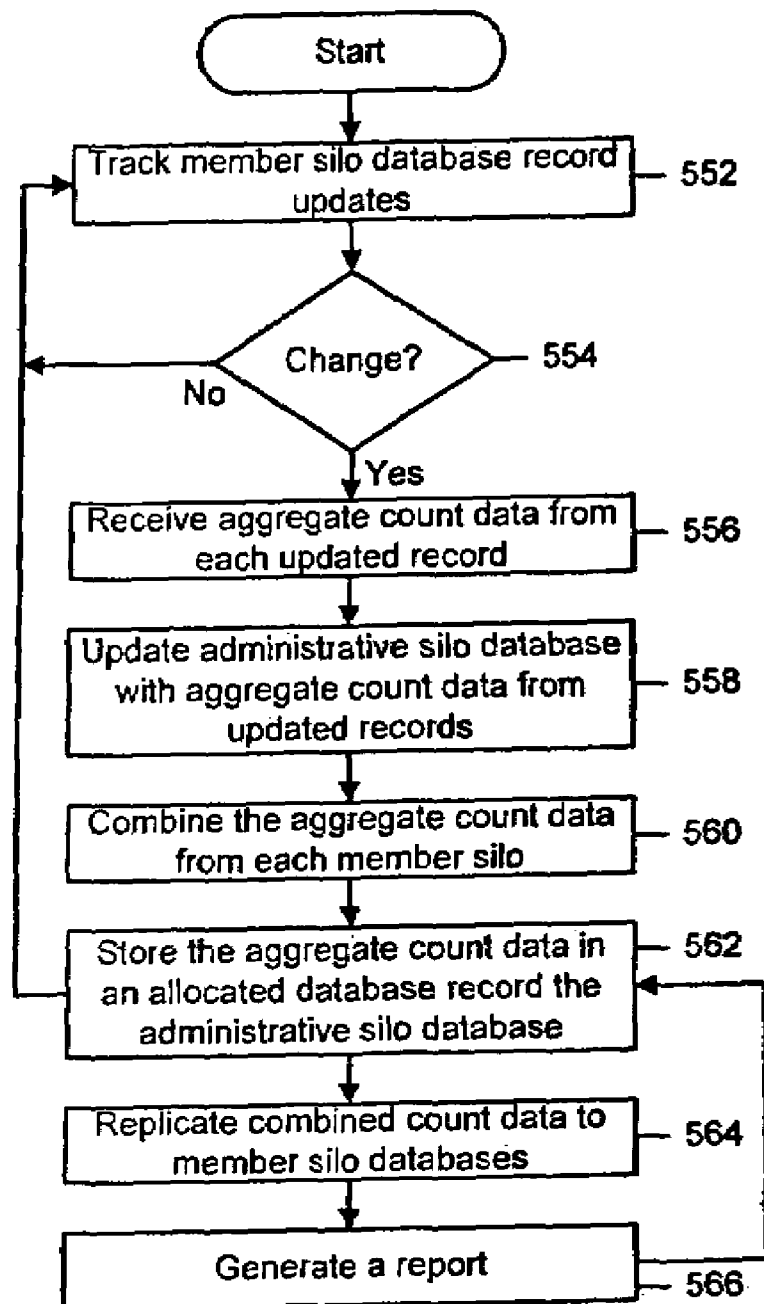 Start
Track member silo database record
updates
552
Change?
554
No
Yes
Receive aggregate count data from
each updated record
556
Update administrative silo database
with aggregate count data from
updated records
558
Combine the aggregate count data
from each member silo
560
Store the aggregate count data in
an allocated database record the
administrative silo database
562
Replicate combined count data to
member silo databases
564
Generate a report
566